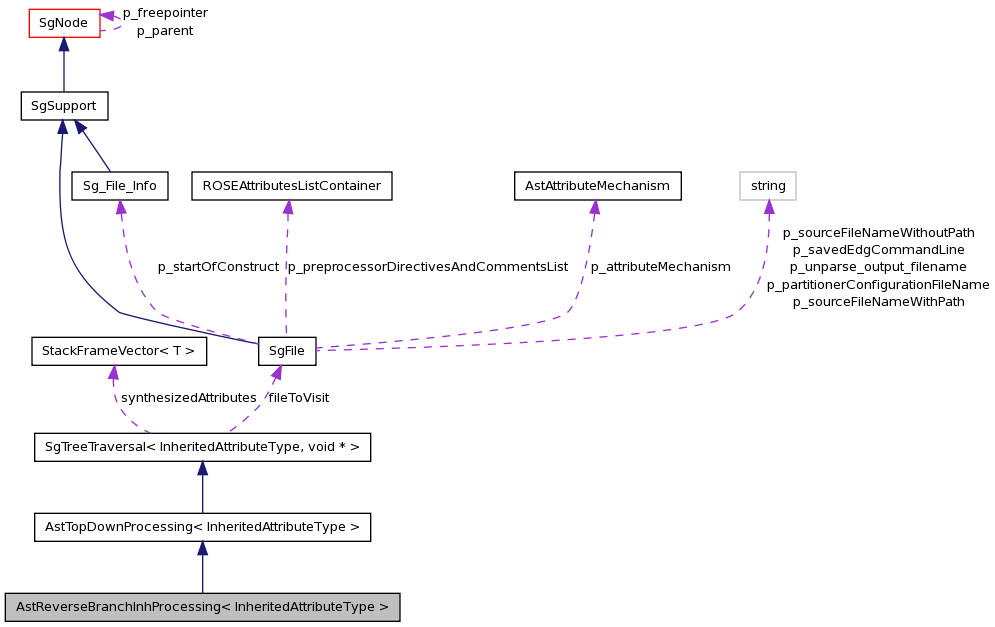 p_freepointer
SgNode
p_parent
SgSupport
Sg_File_Info
ROSEAttributesListContainer
AstAttributeMechanism
string
p_sourceFileNameWithoutPath
p_savedEdgCommandLine
p_unparse_output_filename
p_partitionerConfigurationFileName
p_sourceFileNameWithPath
p_startOfConstruct
p_preprocessorDirectivesAndCommentsList
p_attributeMechanism
StackFrameVector< T >
SgFile
synthesizedAttributes
fileToVisit
SgTreeTraversal< InheritedAttributeType, void * >
AstTopDownProcessing< InheritedAttributeType >
AstReverseBranchInhProcessing< InheritedAttributeType >